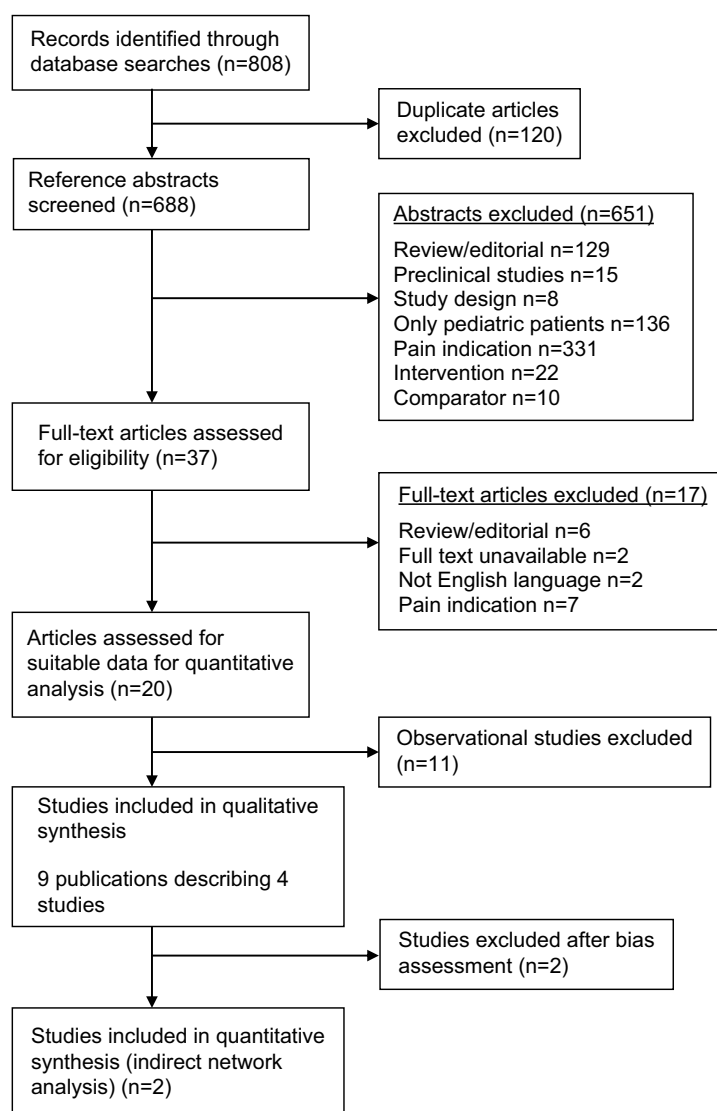 Records identified through
database searches (n=808)
Duplicate articles
excluded (n=120)
Reference abstracts
screened (n=688)
Abstracts excluded (n=651)
Review/editorial n=129
Preclinical studies n=15
Study design n=8
Only pediatric patients n=136
Pain indication n=331
Intervention n=22
Comparator n=10
Full-text articles assessed
for eligibility (n=37)
Full-text articles excluded (n=17)
Review/editorial n=6
Full text unavailable n=2
Not English language n=2
Pain indication n=7
Articles assessed for
suitable data for quantitative
analysis (n=20)
Observational studies excluded
(n=11)
Studies included in qualitative
synthesis
9 publications describing 4
studies
Studies excluded after bias
assessment (n=2)
Studies included in quantitative
synthesis (indirect network
analysis) (n=2)